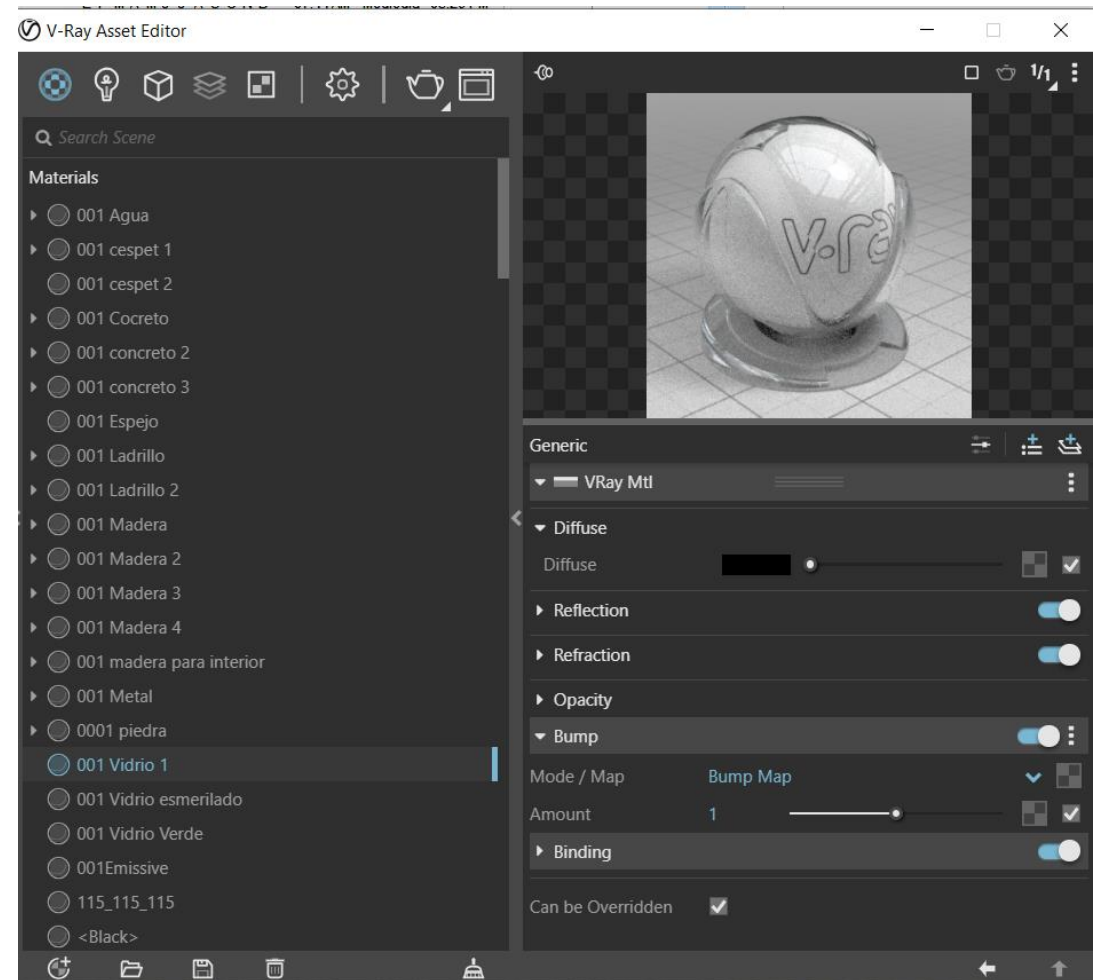 V-Ray Asset Editor
Search Scene
1/1
Materials
001 Agua
001 cespet 1
001 cespet 2
001 Cocreto
001 concreto 2
001 concreto 3
001 Espejo
001 Ladrillo
001 Ladrillo 2
001 Madera
001 Madera 2
001 Madera 3
001 Madera 4
001 madera para interior
001 Metal
0001 piedra
001 Vidrio 1
001 Vidrio esmerilado
001 Vidrio Verde
001Emissive
115_115_115
<Black>
v-ra
Generic
VRay Mtl
Diffuse
Diffuse
Reflection
Refraction
Opacity
Bump
Mode / Map Bump Map
Amount 1
Binding
Can be Overridden